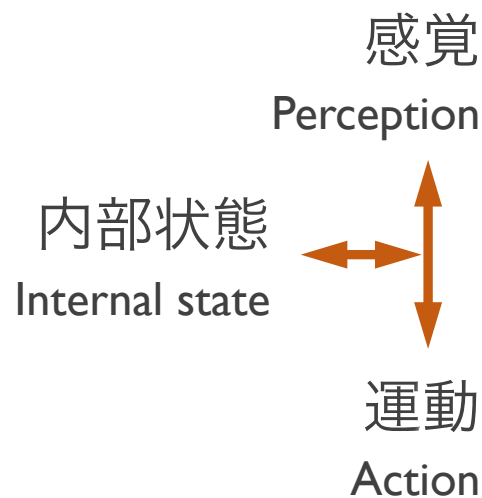 感覚
Perception
内部状態
Internal state
運動
Action